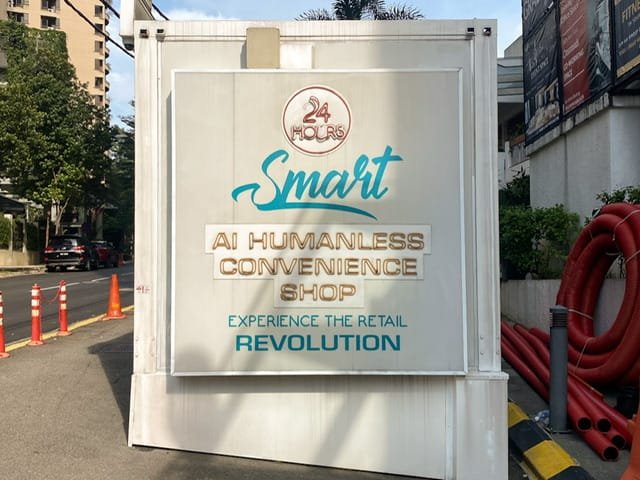 24
HOURS
Smart
AI HUMANLESS
CONVENIENCE
SHOP
EXPERIENCE THE RETAIL
REVOLUTION